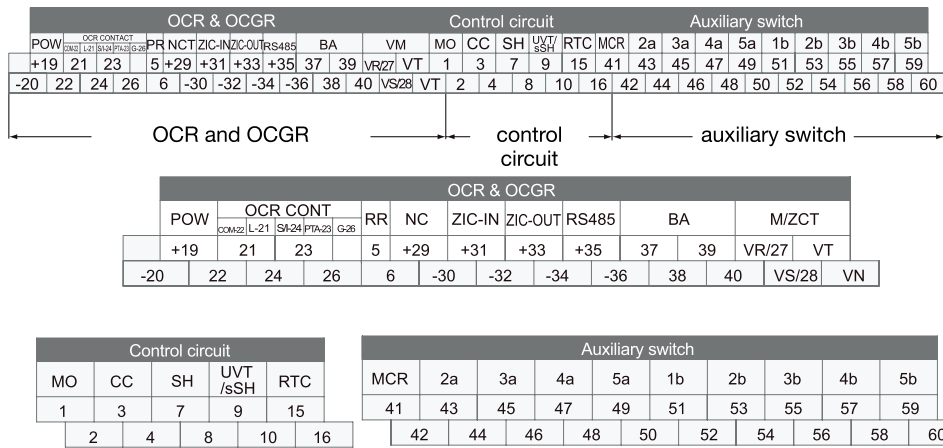 OCR & OCGR Control circuit Auxiliary switch
POW OCR CONTACT PR NCT ZIC-IN ZIC-OUT RS485 BA VM MO CC SH UVT/ sSH RTC MCR 2a 3a 4a 5a 1b 2b 3b 4b 5b
COM-22 L-21 S/I-24 PTA-23 G-26
+19 21 23 5 +29 +31 +33 +35 37 39 VR/27 VT 1 3 7 9 15 41 43 45 47 49 51 53 55 57 59
-20 22 24 26 6 -30 -32 -34 -36 38 40 VS/28 VT 2 4 8 10 16 42 44 46 48 50 52 54 56 58 60
OCR and OCGR control circuit auxiliary switch
OCR & OCGR
POW OCR CONT RR NC ZIC-IN ZIC-OUT RS485 BA M/ZCT
COM-22 L-21 S/I-24 PTA-23 G-26
+19 21 23 5 +29 +31 +33 +35 37 39 VR/27 VT
-20 22 24 26 6 -30 -32 -34 -36 38 40 VS/28 VN
Control circuit
MO CC SH UVT /sSH RTC
1 3 7 9 15
2 4 8 10 16
Auxiliary switch
MCR 2a 3a 4a 5a 1b 2b 3b 4b 5b
41 43 45 47 49 51 53 55 57 59
42 44 46 48 50 52 54 56 58 60